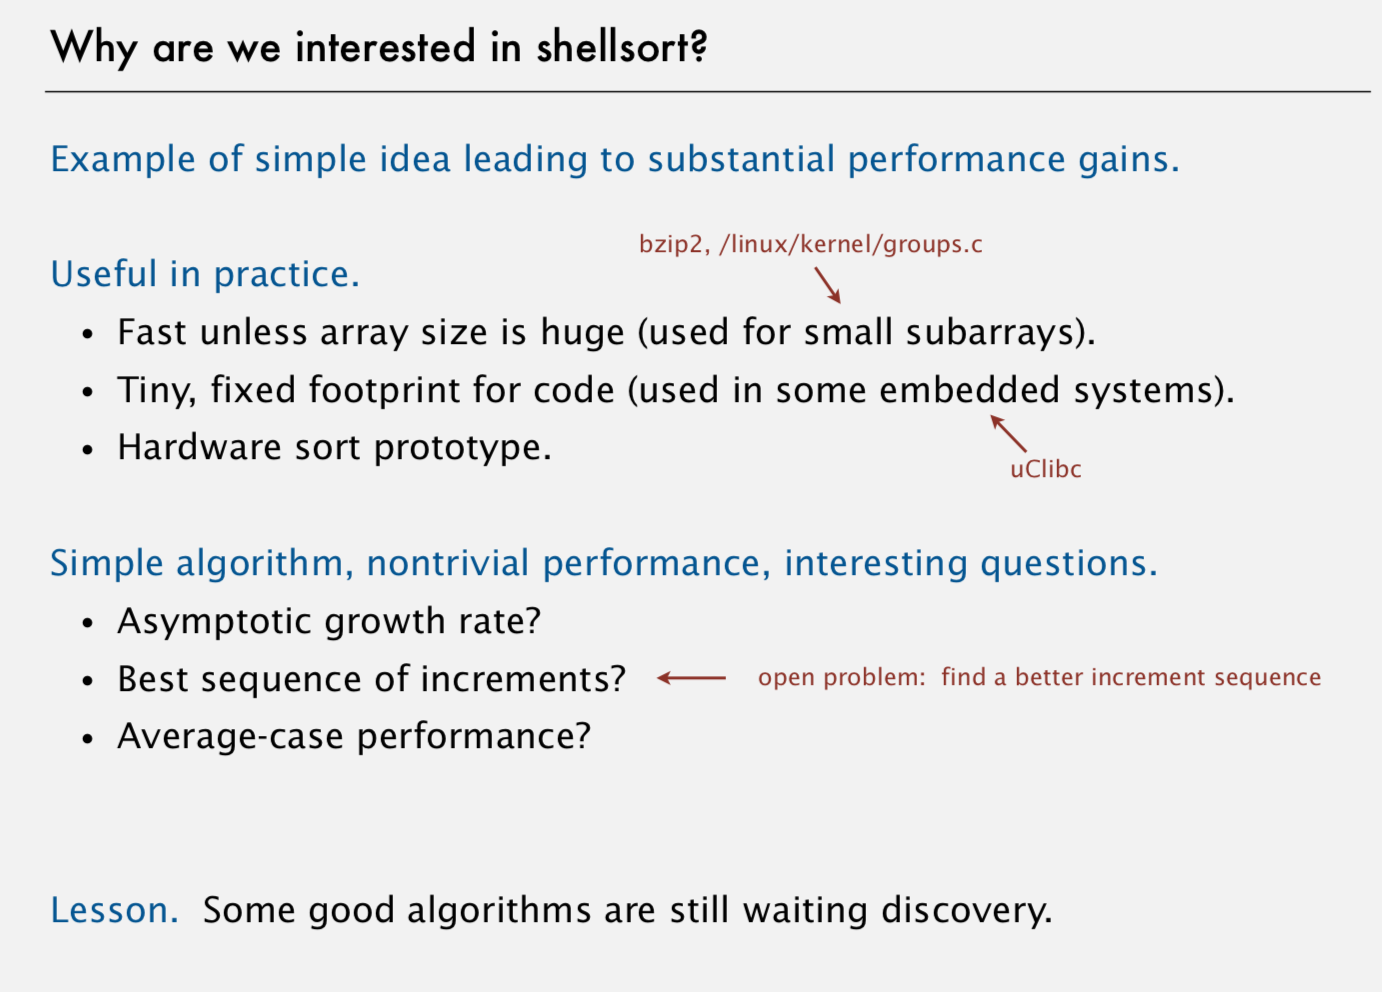 Why are we interested in shellsort?
Example of simple idea leading to substantial performance gains.
bzip2, /linux/kernel/groups.c
Useful in practice.
• Fast unless array size is huge (used for small subarrays).
• Tiny, fixed footprint for code (used in some embedded systems).
• Hardware sort prototype.
uClibc
Simple algorithm, nontrivial performance, interesting questions.
• Asymptotic growth rate?
• Best sequence of increments?
open problem: find a better increment sequence
• Average-case performance?
Lesson. Some good algorithms are still waiting discovery.